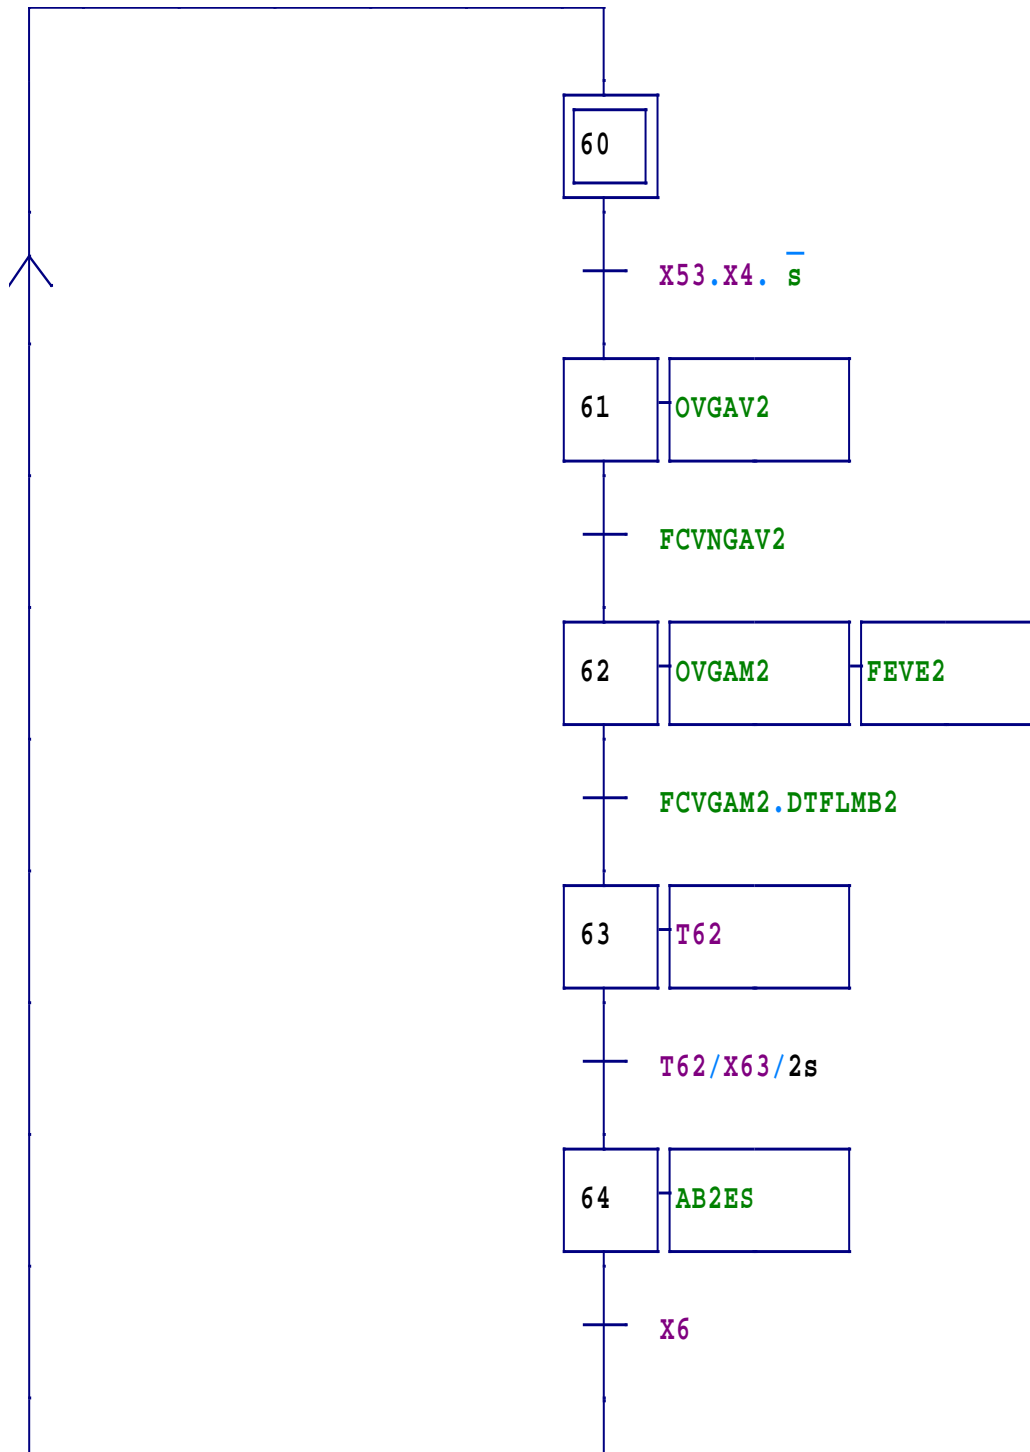 60
X53.X4. s̅
61 OVGAV2
FCVNGAV2
62 OVGAM2 FEVE2
FCVGAM2.DTFLMB2
63 T62
T62/X63/2s
64 AB2ES
X6